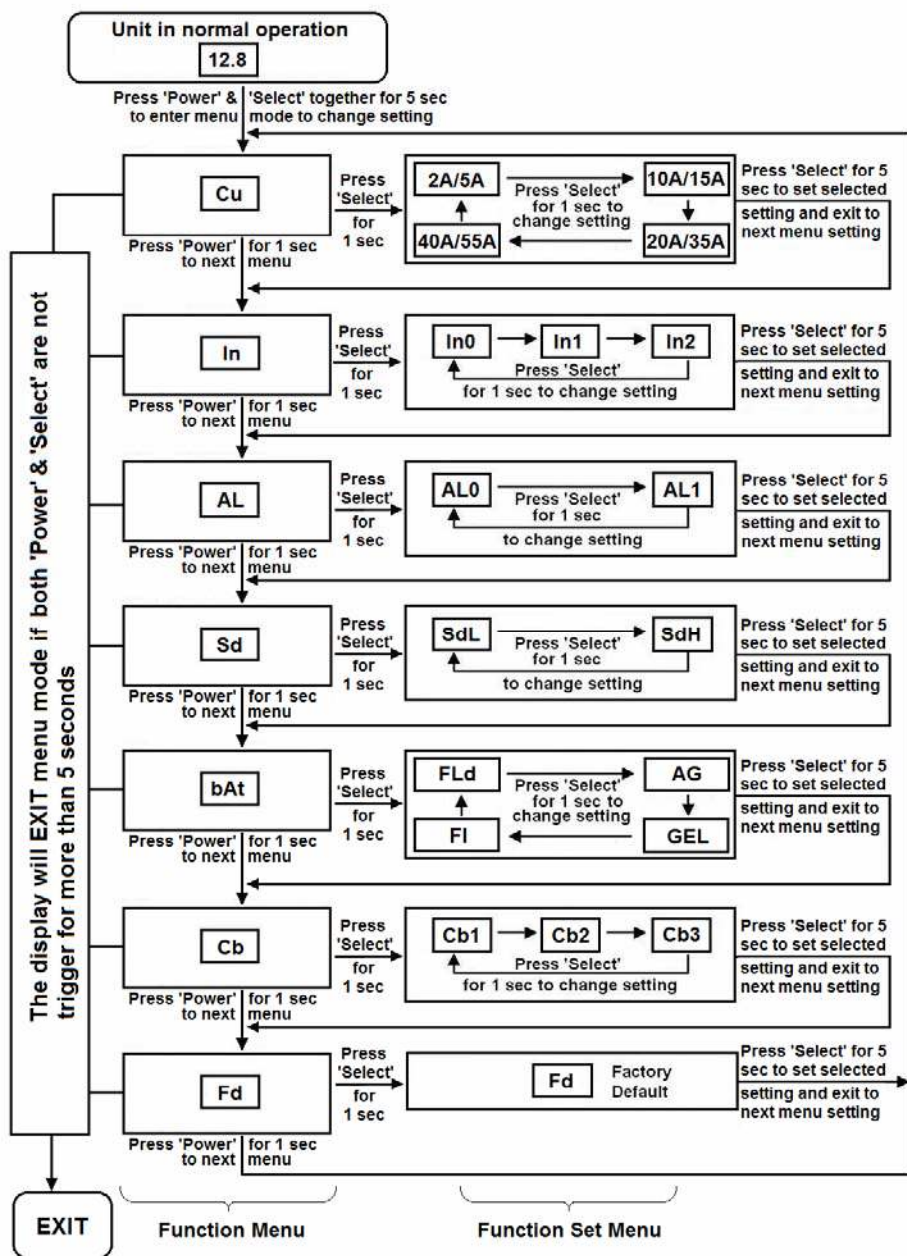 Unit in normal operation
12.8
Press 'Power' & 'Select' together for 5 sec
to enter menu mode to change setting
Cu
Press
'Select'
for
1 sec
2A/5A
10A/15A
Press 'Select'
for 1 sec to
change setting
40A/55A
20A/35A
Press 'Select' for 5
sec to set selected
setting and exit to
next menu setting
Press 'Power' for 1 sec
to next menu
In
Press
'Select'
for
1 sec
In0
In1
In2
Press 'Select'
for 1 sec to change setting
Press 'Select' for 5
sec to set selected
setting and exit to
next menu setting
Press 'Power' for 1 sec
to next menu
AL
Press
'Select'
for
1 sec
AL0
AL1
Press 'Select'
for 1 sec
to change setting
Press 'Select' for 5
sec to set selected
setting and exit to
next menu setting
Press 'Power' for 1 sec
to next menu
Sd
Press
'Select'
for
1 sec
SdL
SdH
Press 'Select'
for 1 sec
to change setting
Press 'Select' for 5
sec to set selected
setting and exit to
next menu setting
Press 'Power' for 1 sec
to next menu
bAt
Press
'Select'
for
1 sec
FLd
AG
Press 'Select'
for 1 sec to
change setting
FI
GEL
Press 'Select' for 5
sec to set selected
setting and exit to
next menu setting
Press 'Power' for 1 sec
to next menu
Cb
Press
'Select'
for
1 sec
Cb1
Cb2
Cb3
Press 'Select'
for 1 sec to change setting
Press 'Select' for 5
sec to set selected
setting and exit to
next menu setting
Press 'Power' for 1 sec
to next menu
Fd
Press
'Select'
for
1 sec
Fd
Factory
Default
Press 'Select' for 5
sec to set selected
setting and exit to
next menu setting
Press 'Power' for 1 sec
to next menu
The display will EXIT menu mode if both 'Power' & 'Select' are not
trigger for more than 5 seconds
EXIT
Function Menu
Function Set Menu